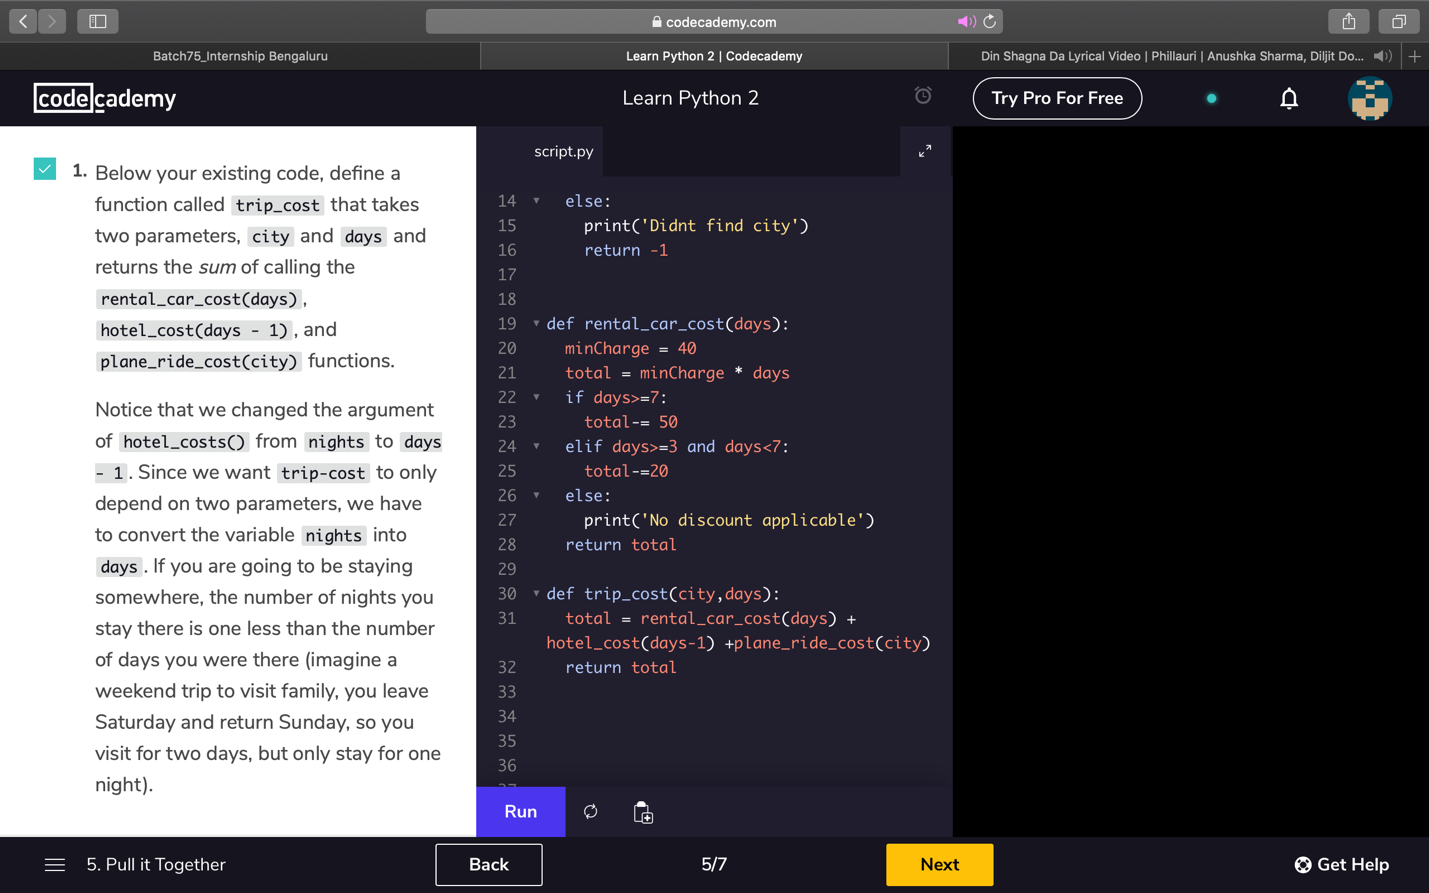 codecademy.com
Batch75_Internship Bengaluru
Learn Python 2 | Codecademy
Din Shagna Da Lyrical Video | Phillauri | Anushka Sharma, Diljit Do...
codecademy
Learn Python 2
Try Pro For Free
1. Below your existing code, define a
function called trip_cost that takes
two parameters, city and days and
returns the sum of calling the
rental_car_cost(days),
hotel_cost(days - 1), and
plane_ride_cost(city) functions.
Notice that we changed the argument
of hotel_costs() from nights to days
- 1. Since we want trip-cost to only
depend on two parameters, we have
to convert the variable nights into
days. If you are going to be staying
somewhere, the number of nights you
stay there is one less than the number
of days you were there (imagine a
weekend trip to visit family, you leave
Saturday and return Sunday, so you
visit for two days, but only stay for one
night).
script.py
14 else:
15 print('Didnt find city')
16 return -1
17
18
19 def rental_car_cost(days):
20 minCharge = 40
21 total = minCharge * days
22 if days>=7:
23 total-= 50
24 elif days>=3 and days<7:
25 total-=20
26 else:
27 print('No discount applicable')
28 return total
29
30 def trip_cost(city,days):
31 total = rental_car_cost(days) +
hotel_cost(days-1) +plane_ride_cost(city)
32 return total
33
34
35
36
37
Run
5. Pull it Together
Back
5/7
Next
Get Help